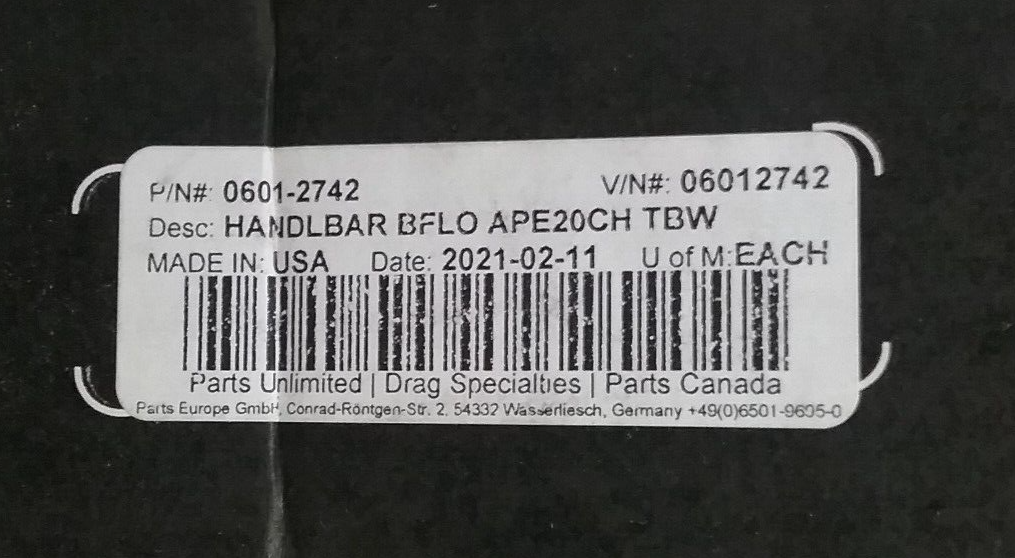 P/N#: 0601-2742 V/N#: 06012742
Desc: HANDLBAR BFLO APE20CH TBW
MADE IN: USA Date: 2021-02-11 U of M:EACH
Parts Unlimited | Drag Specialties | Parts Canada
Parts Europe GmbH, Conrad-Röntgen-Str. 2, 54332 Wasserliesch, Germany +49(0)6501-9695-0